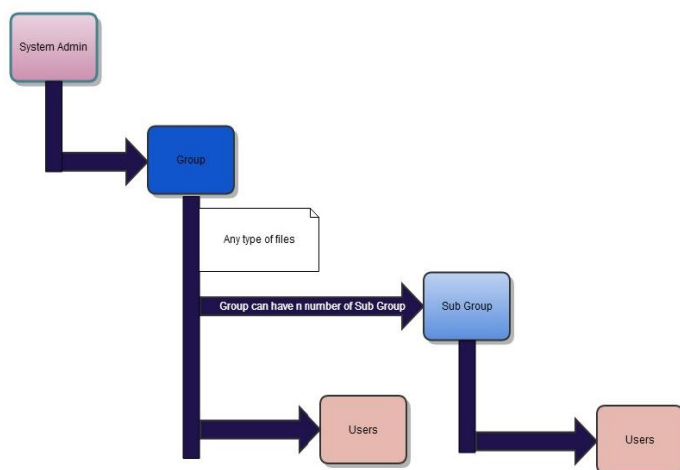 System Admin
Group
Any type of files
Group can have n number of Sub Group
Sub Group
Users
Users